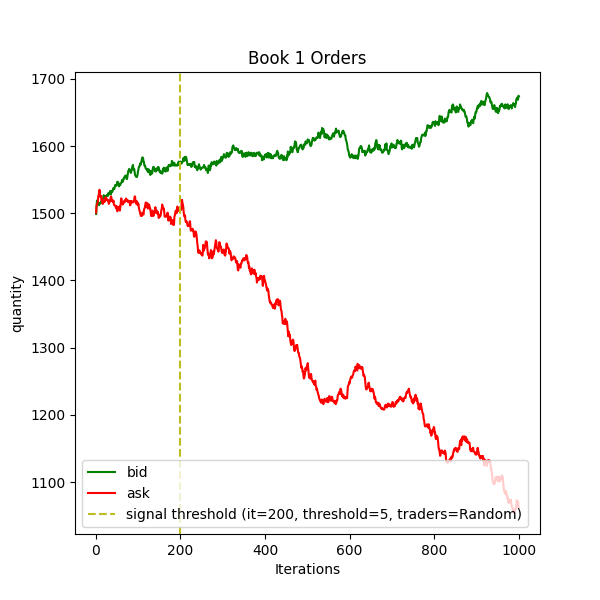 Book 1 Orders
1700
1600
1500
1400
1300
1200
1100
quantity
bid
ask
signal threshold (it=200, threshold=5, traders=Random)
0
200
400
600
800
1000
Iterations